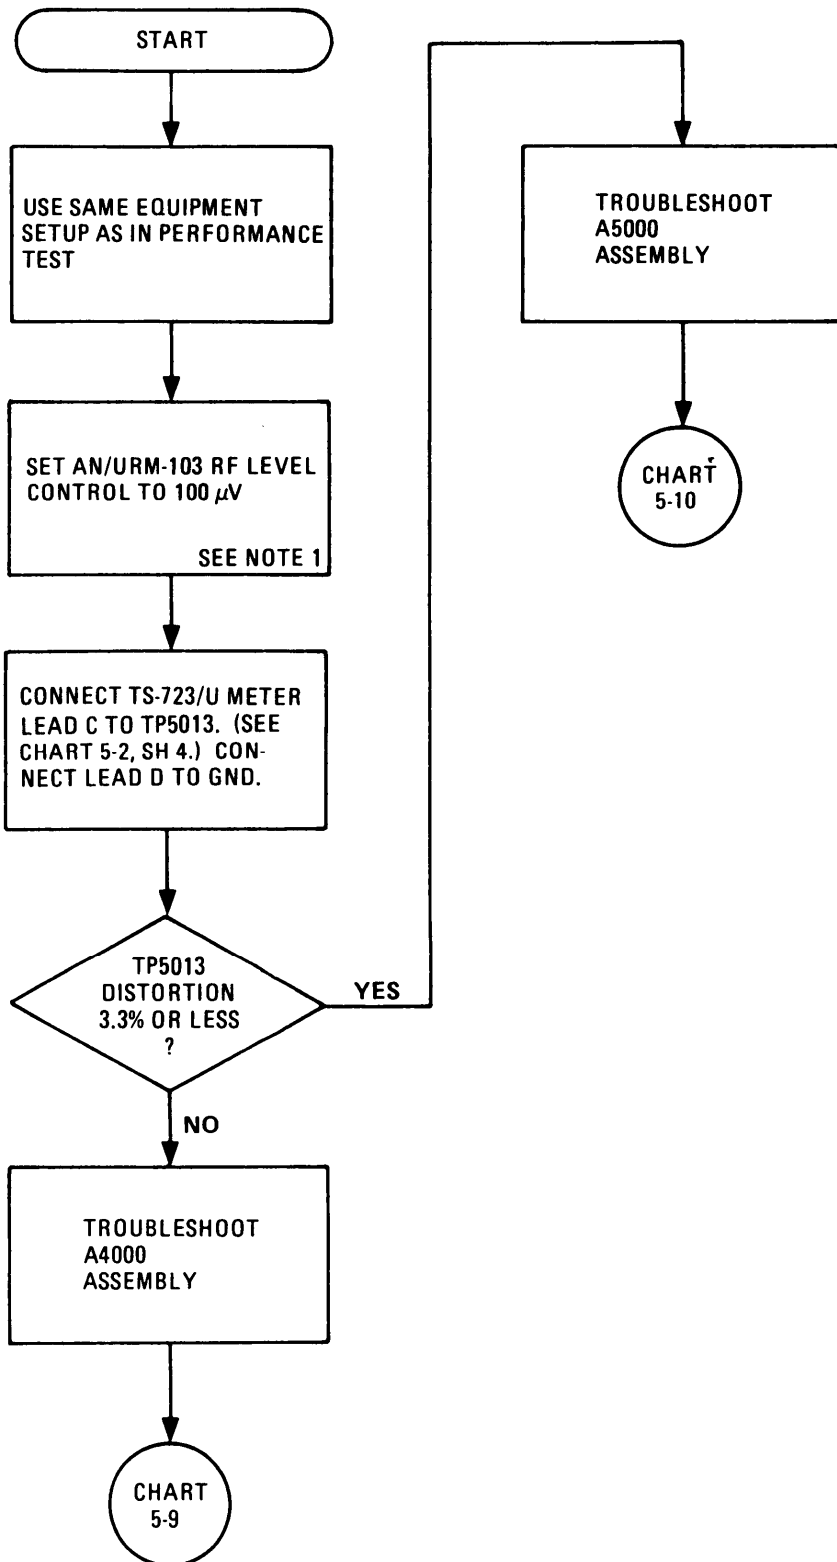 START
USE SAME EQUIPMENT
SETUP AS IN PERFORMANCE
TEST
SET AN/URM-103 RF LEVEL
CONTROL TO 100 μV
SEE NOTE 1
CONNECT TS-723/U METER
LEAD C TO TP5013. (SEE
CHART 5-2, SH 4.) CON-
NECT LEAD D TO GND.
TP5013
DISTORTION
3.3% OR LESS
?
YES
NO
TROUBLESHOOT
A4000
ASSEMBLY
CHART
5-9
TROUBLESHOOT
A5000
ASSEMBLY
CHART
5-10